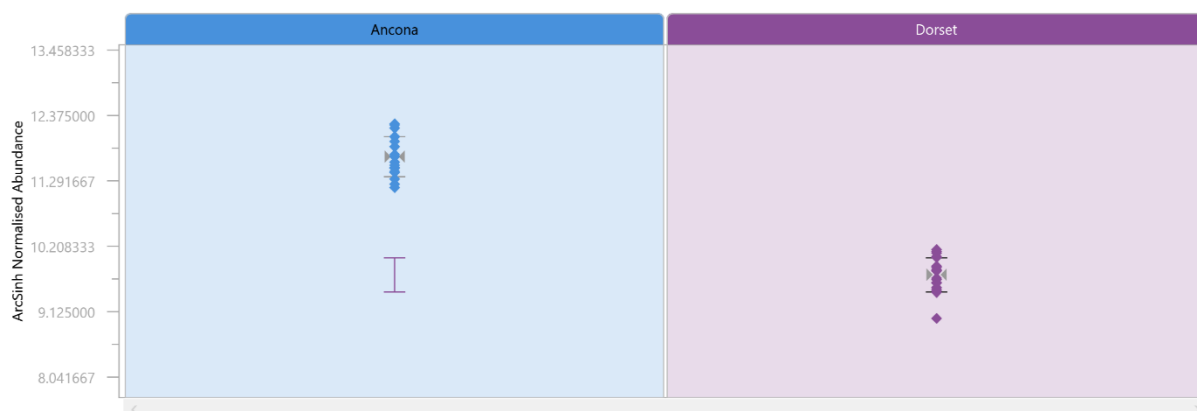 Ancona
Dorset
ArcSinh Normalised Abundance
13.458333
12.375000
11.291667
10.208333
9.125000
8.041667